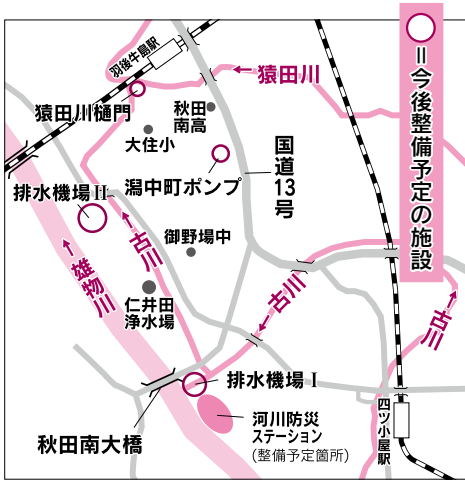 ＝今後整備予定の施設
羽後牛島駅
←猿田川
猿田川樋門
秋田
南高
大住小
潟中町ポンプ
国道13号
排水機場Ⅱ
←古川
御野場中
←雄物川
古川→
仁井田
浄水場
古川→
排水機場Ⅰ
秋田南大橋
河川防災
ステーション
(整備予定箇所)
四ツ小屋駅